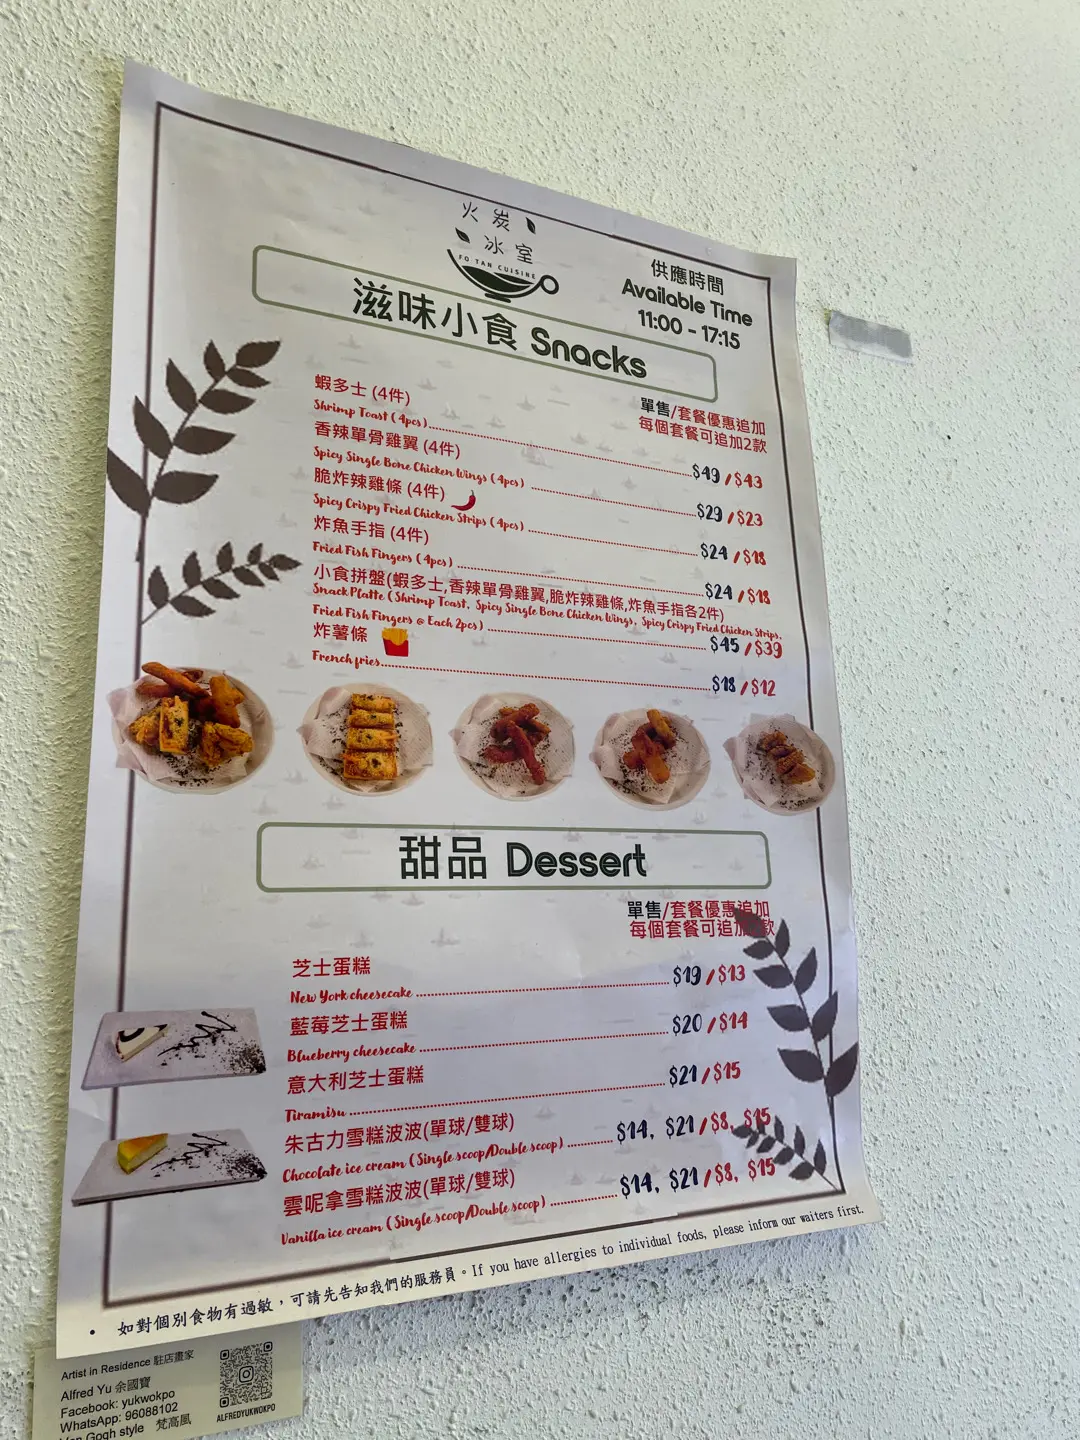 火炭
冰室
FO TAN CUISINE
供應時間
Available Time
11:00 - 17:15
滋味小食 Snacks
單售/套餐優惠追加
每個套餐可追加2款
蝦多士 (4件)
Shrimp Toast ( 4pcs) $49 / $43
香辣單骨雞翼 (4件)
Spicy Single Bone Chicken Wings ( 4pcs) $29 / $23
脆炸辣雞條 (4件)
Spicy Crispy Fried Chicken Strips ( 4pcs) $24 / $18
炸魚手指 (4件)
Fried Fish Fingers ( 4pcs) $24 / $18
小食拼盤(蝦多士,香辣單骨雞翼,脆炸辣雞條,炸魚手指各2件)
Snack Platte ( Shrimp Toast, Spicy Single Bone Chicken Wings, Spicy Crispy Fried Chicken Strips,
Fried Fish Fingers @ Each 2pcs) $45 / $39
炸薯條
French fries $18 / $12
甜品 Dessert
單售/套餐優惠追加
每個套餐可追加款
芝士蛋糕
New York cheesecake $19 / $13
藍莓芝士蛋糕
Blueberry cheesecake $20 / $14
意大利芝士蛋糕
Tiramisu $21 / $15
朱古力雪糕波波(單球/雙球)
Chocolate ice cream ( Single scoop/Double scoop) $14, $21 / $8, $15
雲呢拿雪糕波波(單球/雙球)
Vanilla ice cream ( Single scoop/Double scoop) $14, $21 / $8, $15
• 如對個別食物有過敏，可請先告知我們的服務員。If you have allergies to individual foods, please inform our waiters first.
Artist in Residence 駐店畫家
Alfred Yu 余國寶
Facebook: yukwokpo
WhatsApp: 96088102
Van Gogh style 梵高風
ALFREDYUKWOKPO